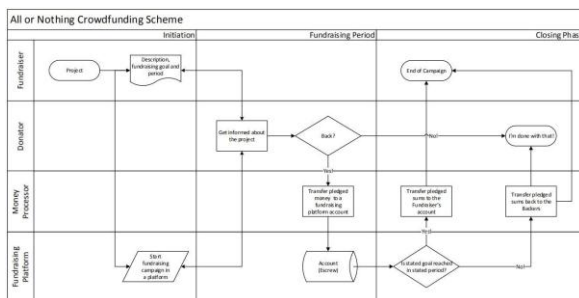 All or Nothing Crowdfunding Scheme
Initiation
Fundraising Period
Closing Phas
Fundraiser
Project
Description,
fundraising goal and
period
End of Campaign
Donator
Get informed about
the project
Back?
No!
I'm done with that!
Yes!
Yes!
Money
Processor
Transfer pledged
money to a
fundraising
platform account
Transfer pledged
sums to the
fundraiser's
account
Transfer pledged
sums back to the
Backers
Fundraising
Platform
Start
fundraising
campaign in
a platform
Account
(Escrow)
Is stated goal reached
in stated period?
No!